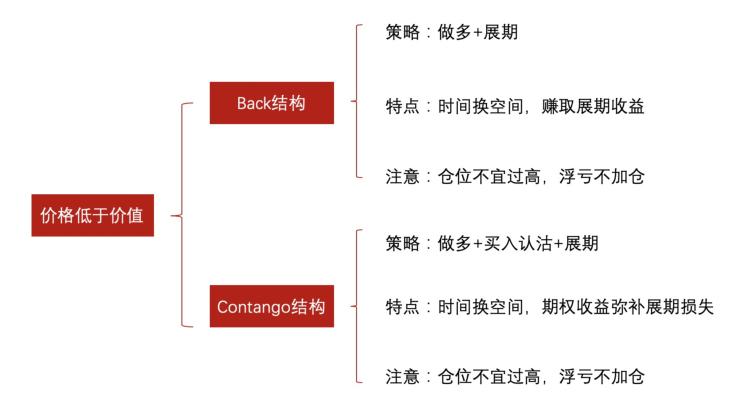 价格低于价值
Back结构
策略：做多+展期
特点：时间换空间，赚取展期收益
注意：仓位不宜过高，浮亏不加仓
Contango结构
策略：做多+买入认沽+展期
特点：时间换空间，期权收益弥补展期损失
注意：仓位不宜过高，浮亏不加仓